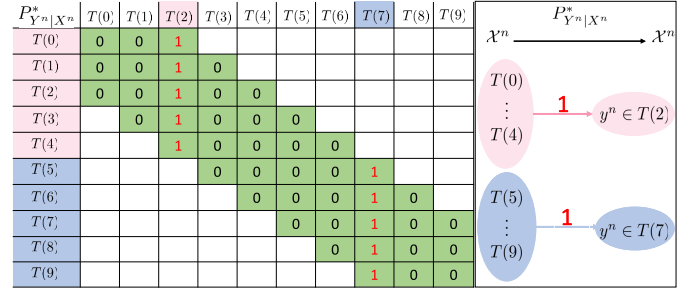 P*_{Y^n|X^n} T(0) T(1) T(2) T(3) T(4) T(5) T(6) T(7) T(8) T(9)
T(0) 0 0 1
T(1) 0 0 1 0
T(2) 0 0 1 0 0
T(3) 0 1 0 0 0
T(4) 1 0 0 0 0
T(5) 0 0 0 0 1
T(6) 0 0 0 1 0
T(7) 0 0 1 0 0
T(8) 0 1 0 0
T(9) 1 0 0
P*_{Y^n|X^n}
𝒳^n 𝒳^n
T(0)
⋮
T(4)
1
y^n ∈ T(2)
T(5)
⋮
T(9)
1
y^n ∈ T(7)